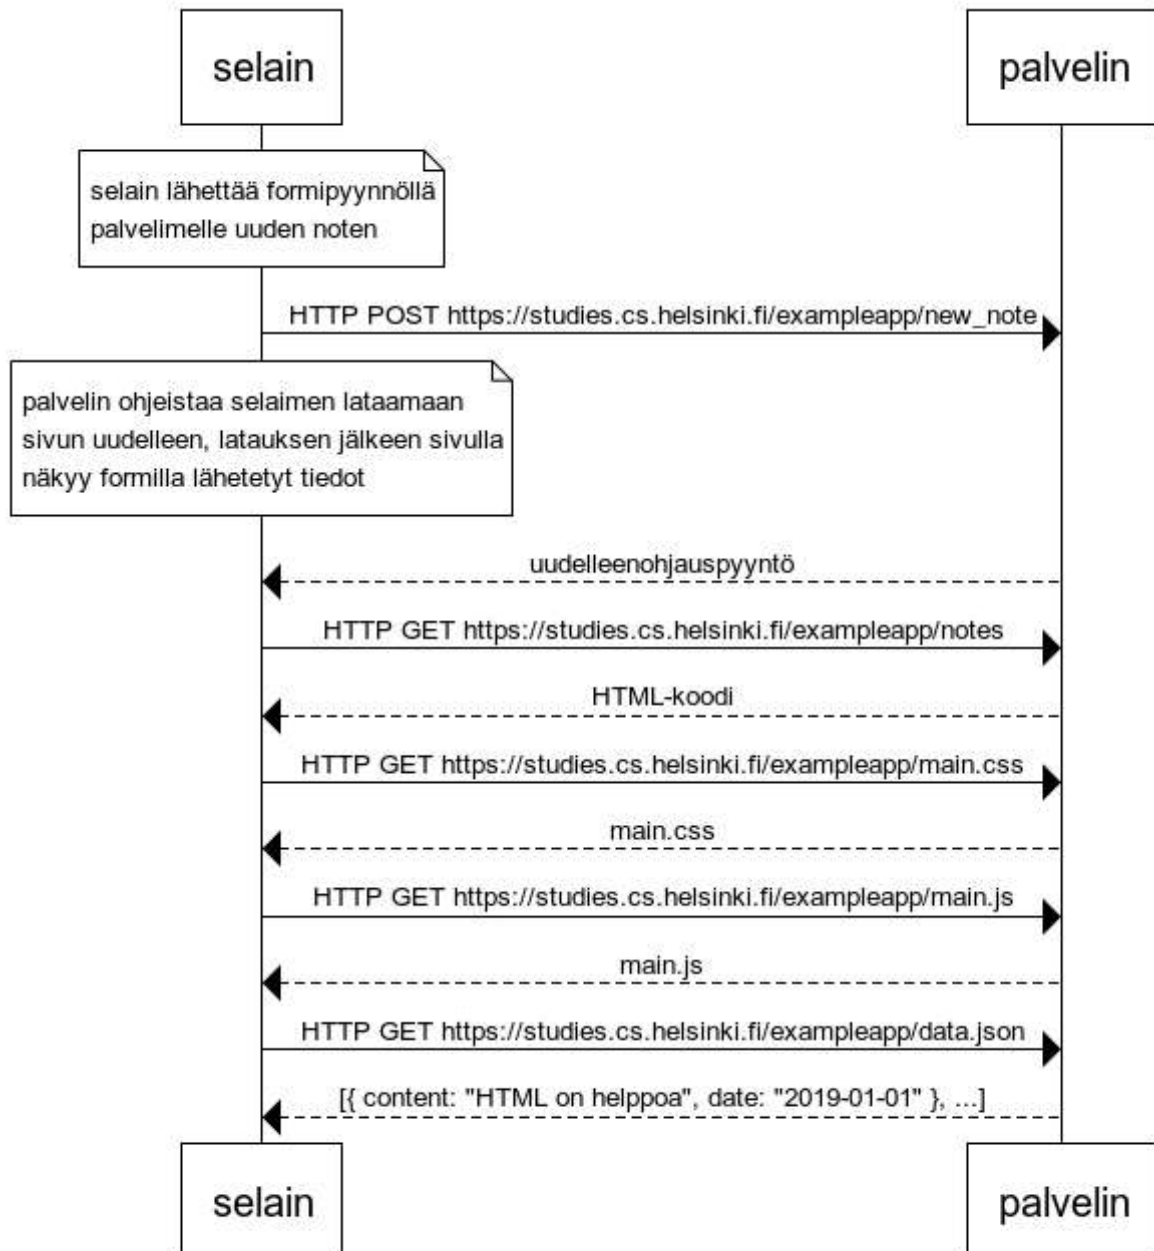 selain
palvelin
selain lähettää formipyynnöllä
palvelimelle uuden noten
HTTP POST https://studies.cs.helsinki.fi/exampleapp/new_note
palvelin ohjeistaa selaimen lataamaan
sivun uudelleen, latauksen jälkeen sivulla
näkyy formilla lähetetyt tiedot
uudelleenohjauspyyntö
HTTP GET https://studies.cs.helsinki.fi/exampleapp/notes
HTML-koodi
HTTP GET https://studies.cs.helsinki.fi/exampleapp/main.css
main.css
HTTP GET https://studies.cs.helsinki.fi/exampleapp/main.js
main.js
HTTP GET https://studies.cs.helsinki.fi/exampleapp/data.json
[{ content: "HTML on helppoa", date: "2019-01-01" }, ...]
selain
palvelin